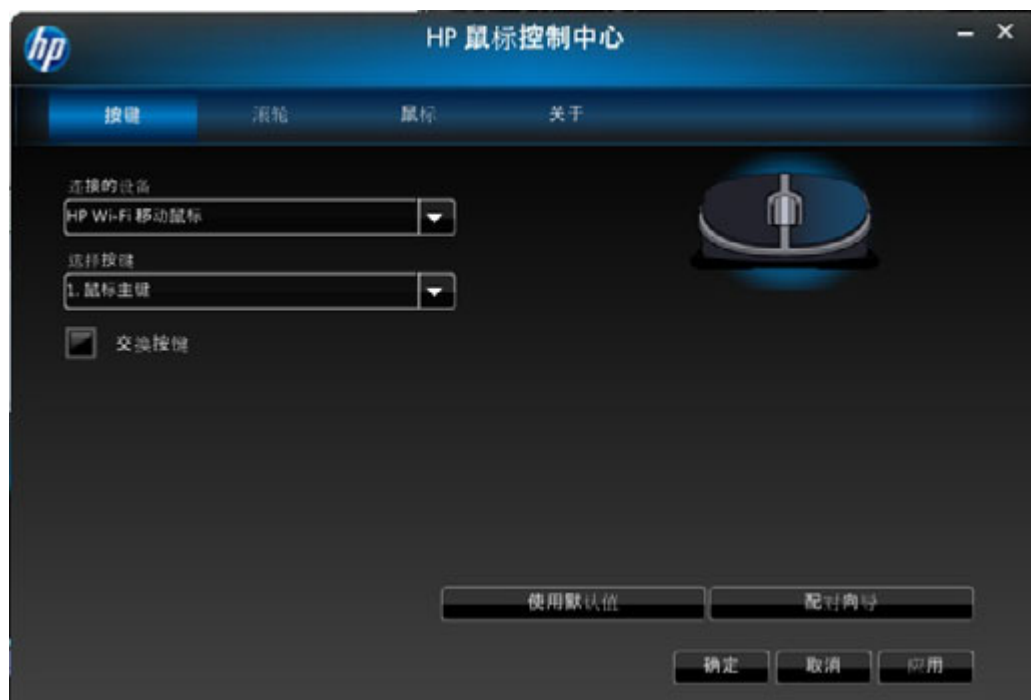 hp
HP 鼠标控制中心
按键 滚轮 鼠标 关于
连接的设备
HP Wi-Fi 移动鼠标
选择按键
1. 鼠标主键
交换按键
使用默认值 配对向导
确定 取消 应用